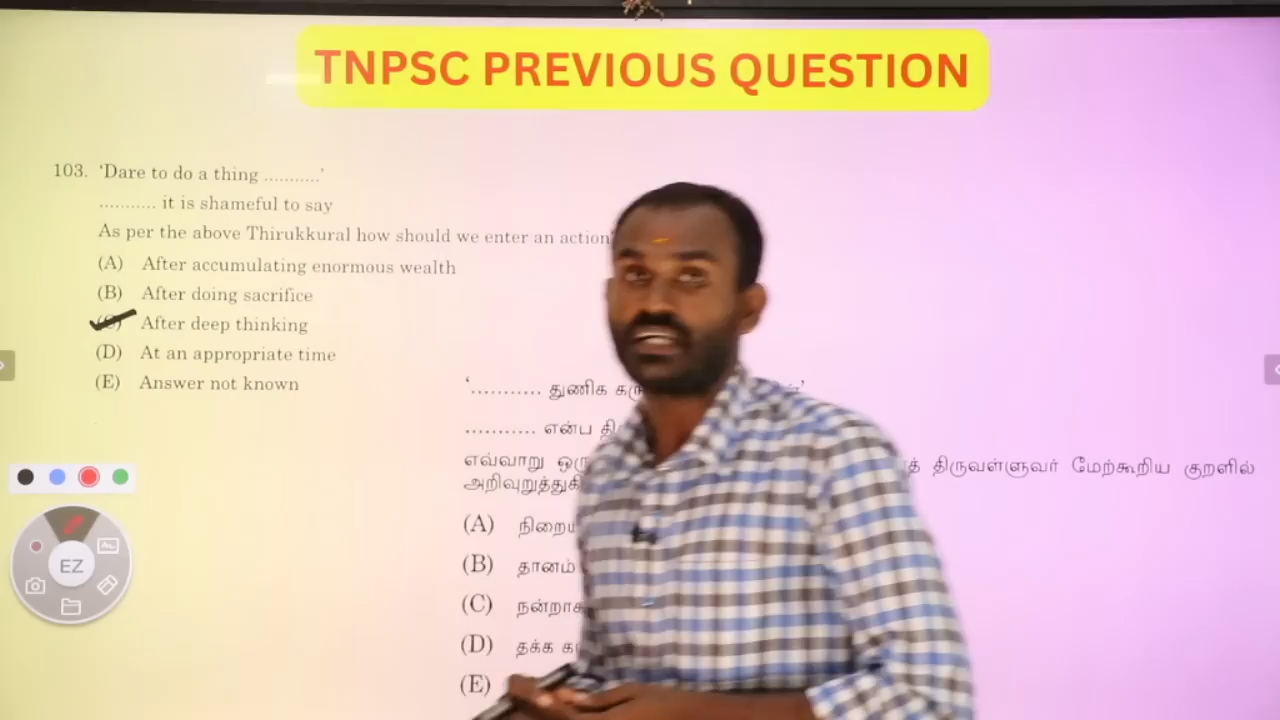 TNPSC PREVIOUS QUESTION
103. 'Dare to do a thing ...........'
........... it is shameful to say
As per the above Thirukkural how should we enter an action
(A) After accumulating enormous wealth
(B) After doing sacrifice
(C) After deep thinking
(D) At an appropriate time
(E) Answer not known
'........... துணிக
........... என்ப
எவ்வாறு திருவள்ளுவர் மேற்கூறிய குறளில்
(A)
(B) தானம்
(C)
(D) தக்க
(E)
EZ